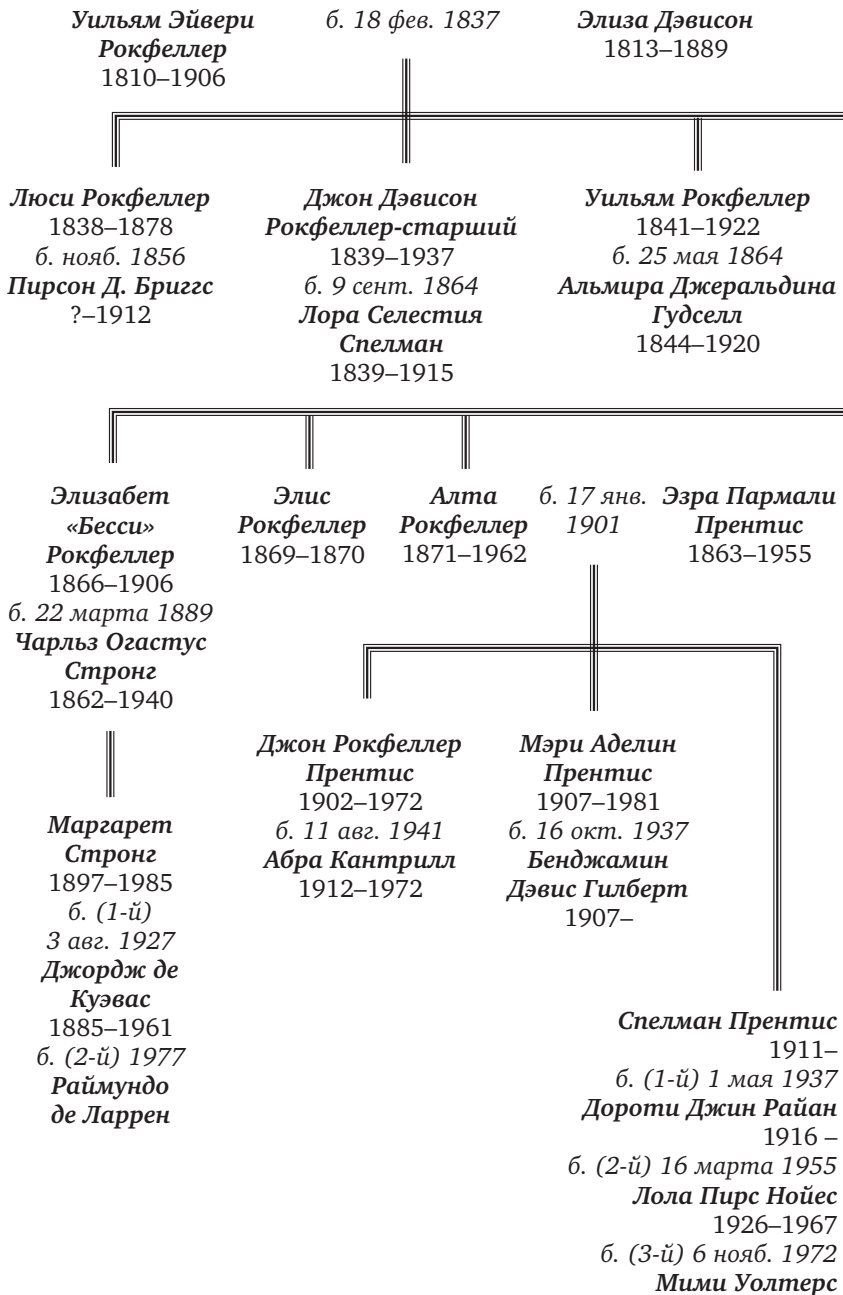 Уильям Эйвери
Рокфеллер
1810–1906
б. 18 фев. 1837
Элиза Дэвисон
1813–1889
Люси Рокфеллер
1838–1878
б. нояб. 1856
Пирсон Д. Бриггс
?–1912
Джон Дэвисон
Рокфеллер-старший
1839–1937
б. 9 сент. 1864
Лора Селестия
Спелман
1839–1915
Уильям Рокфеллер
1841–1922
б. 25 мая 1864
Альмира Джеральдина
Гудселл
1844–1920
Элизабет
«Бесси»
Рокфеллер
1866–1906
б. 22 марта 1889
Чарльз Огастус
Стронг
1862–1940
Элис
Рокфеллер
1869–1870
Алта
Рокфеллер
1871–1962
б. 17 янв.
1901
Эзра Пармали
Прентис
1863–1955
Маргарет
Стронг
1897–1985
б. (1-й)
3 авг. 1927
Джордж де
Куэвас
1885–1961
б. (2-й) 1977
Раймундо
де Ларрен
Джон Рокфеллер
Прентис
1902–1972
б. 11 авг. 1941
Абра Кантрилл
1912–1972
Мэри Аделин
Прентис
1907–1981
б. 16 окт. 1937
Бенджамин
Дэвис Гилберт
1907–
Спелман Прентис
1911–
б. (1-й) 1 мая 1937
Дороти Джин Райан
1916 –
б. (2-й) 16 марта 1955
Лола Пирс Нойес
1926–1967
б. (3-й) 6 нояб. 1972
Мими Уолтерс